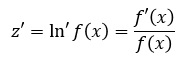 z′ = ln′ f(x) = f′(x)/f(x)